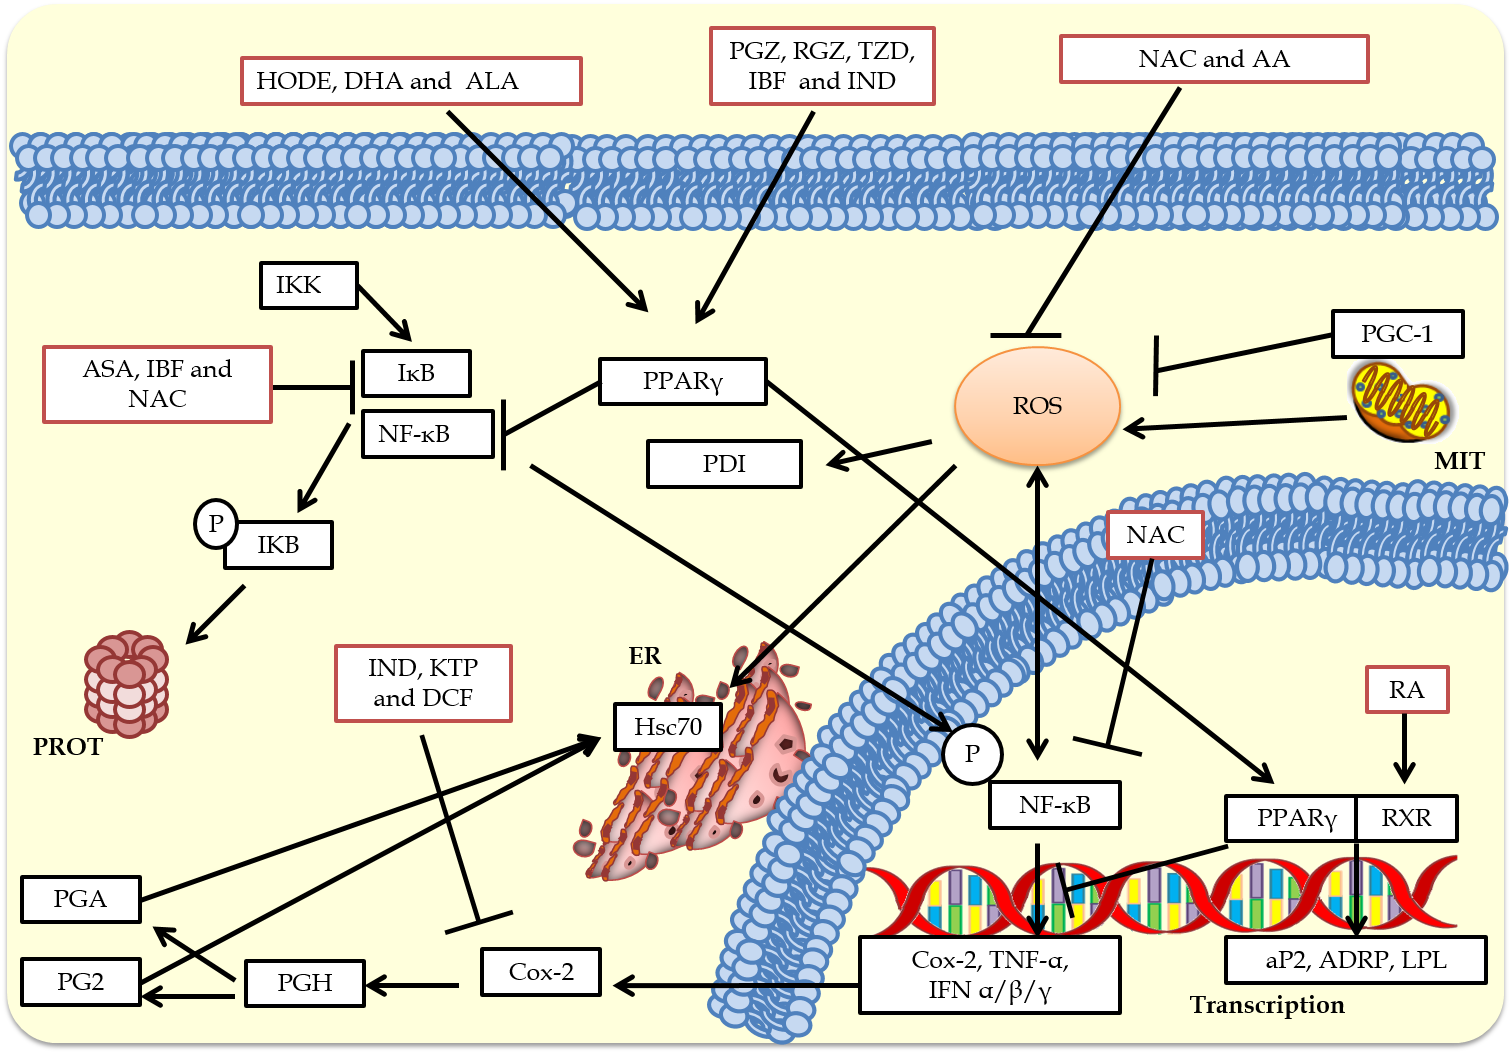 HODE, DHA and ALA
PGZ, RGZ, TZD,
IBF and IND
NAC and AA
IKK
PGC-1
ASA, IBF and
NAC
IκB
PPARγ
ROS
NF-κB
PDI
MIT
P
IKB
NAC
ER
IND, KTP
and DCF
RA
PROT
Hsc70
P
NF-κB
PPARγ
RXR
PGA
PG2
PGH
Cox-2
Cox-2, TNF-α,
IFN α/β/γ
aP2, ADRP, LPL
Transcription